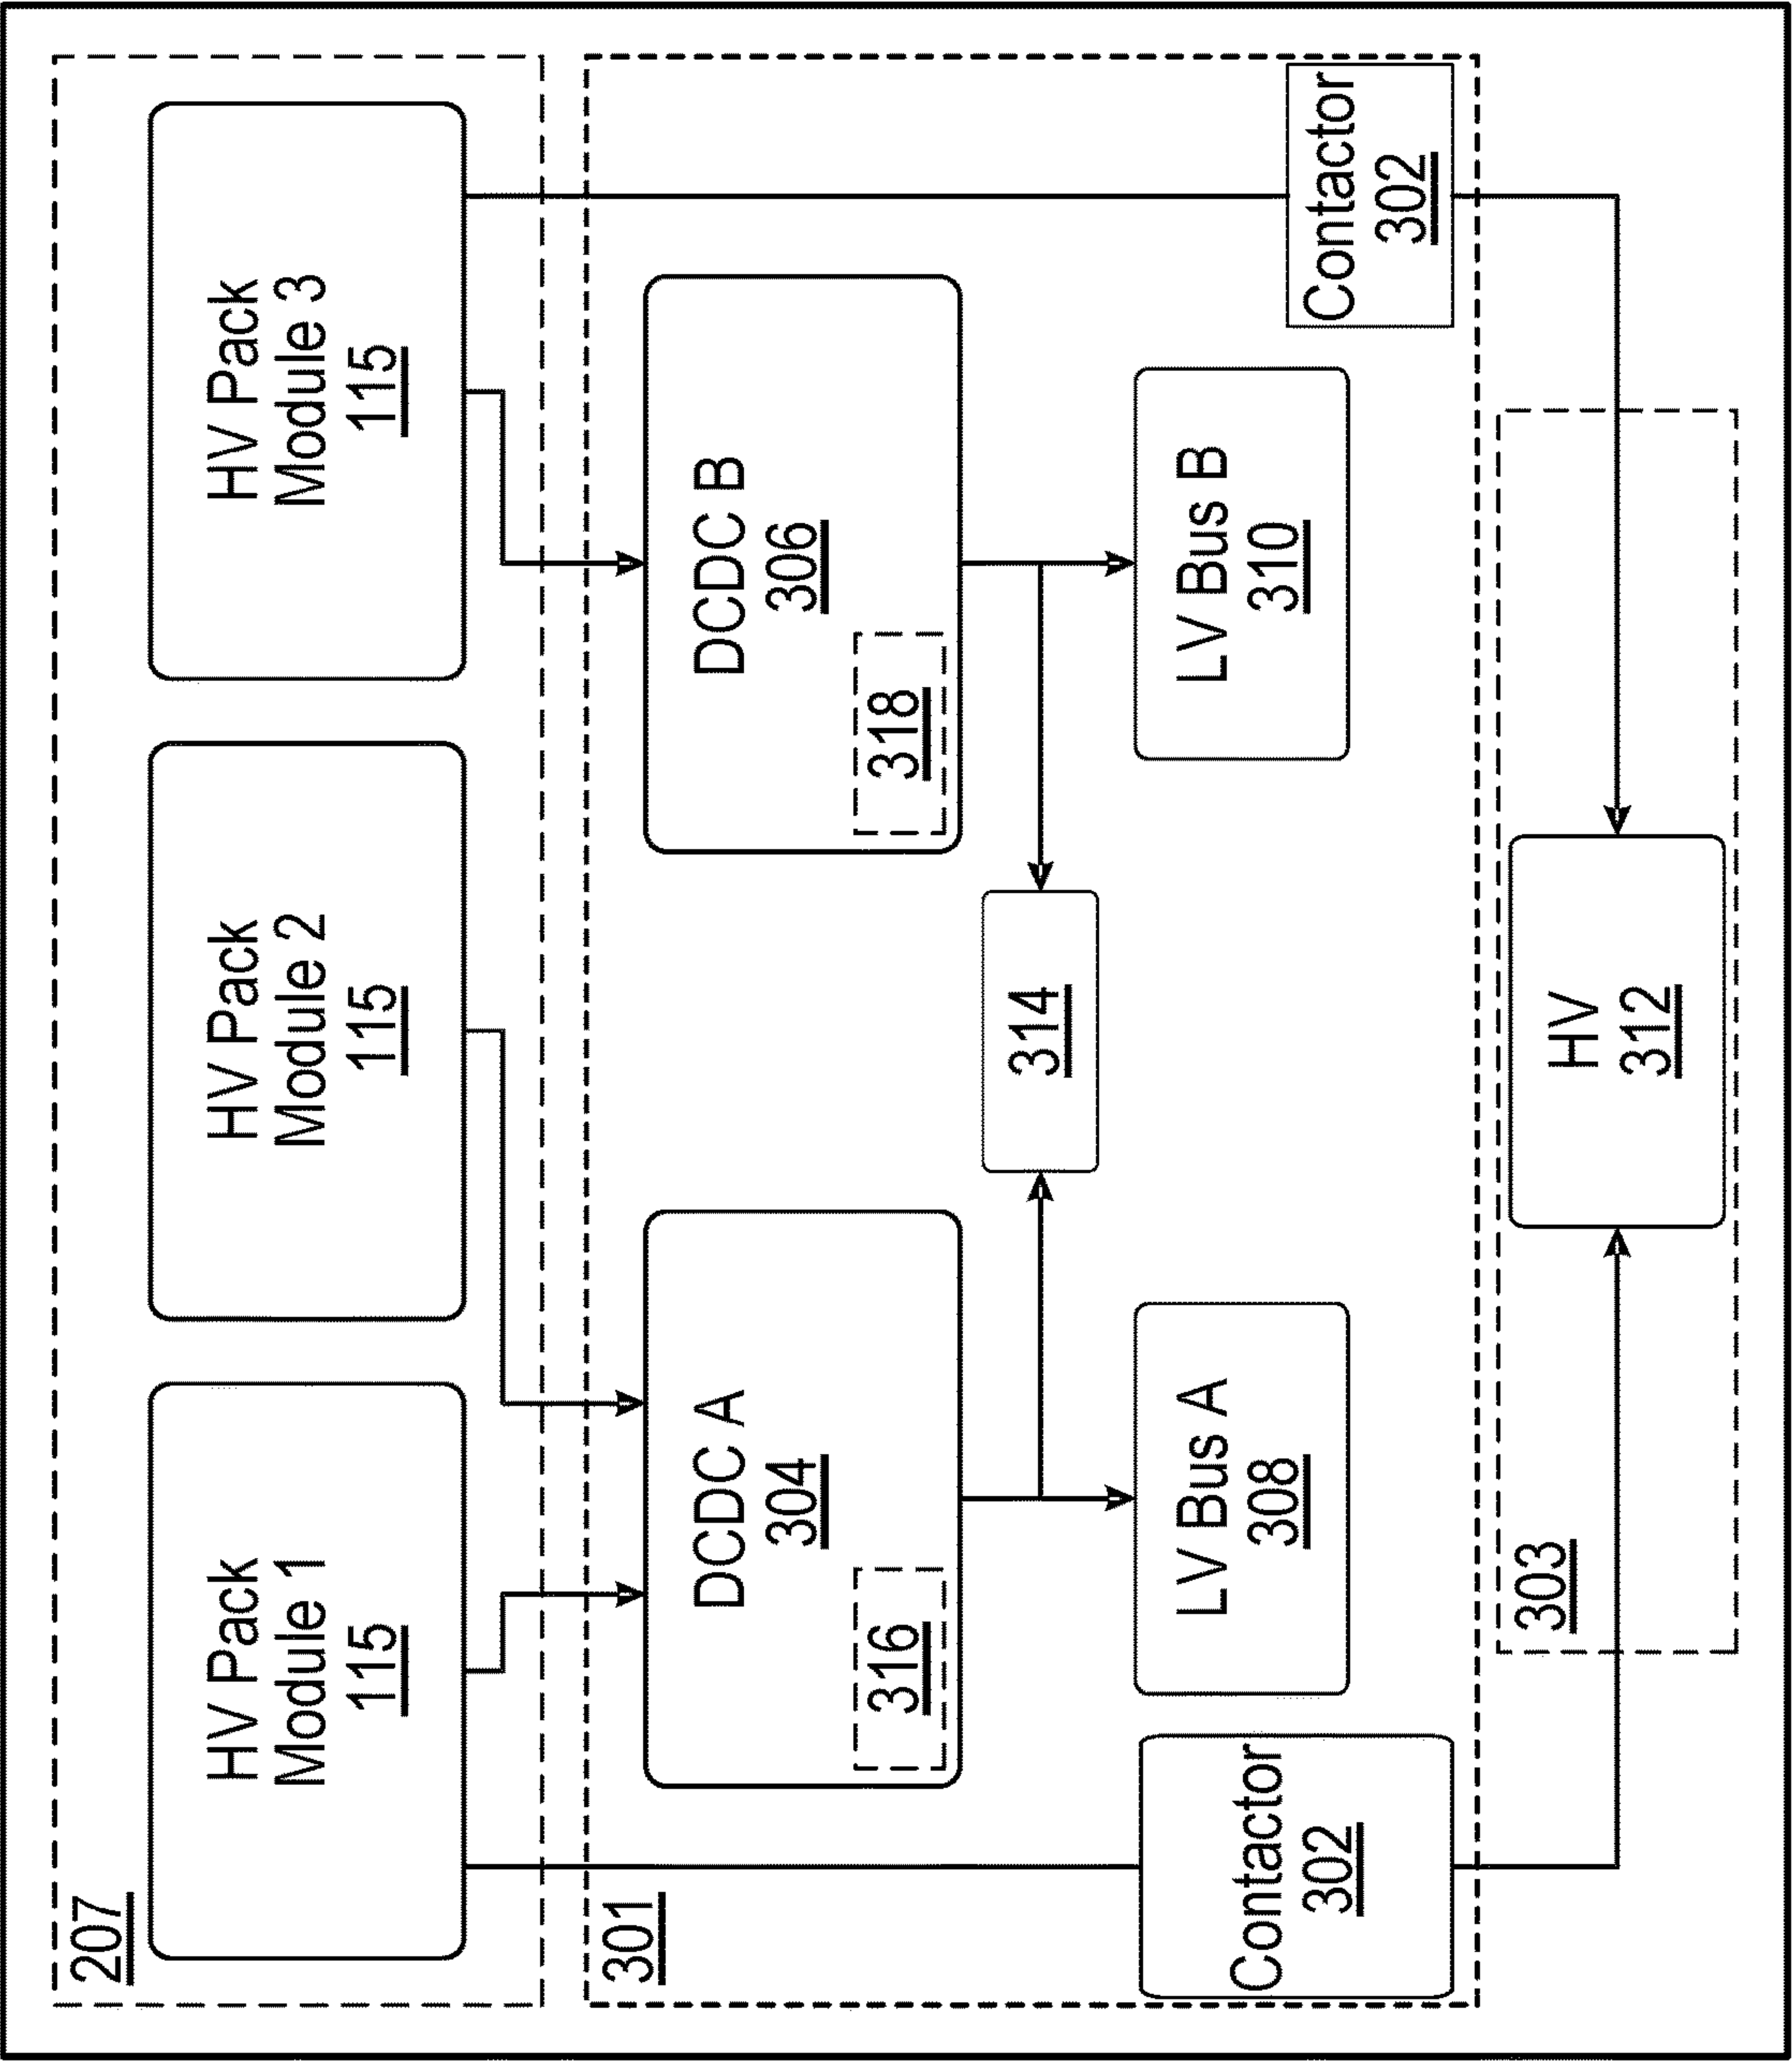 207
HV Pack
Module 1
115
HV Pack
Module 2
115
HV Pack
Module 3
115
301
DCDC A
304
316
DCDC B
306
318
314
Contactor
302
LV Bus A
308
LV Bus B
310
Contactor
302
303
HV
312